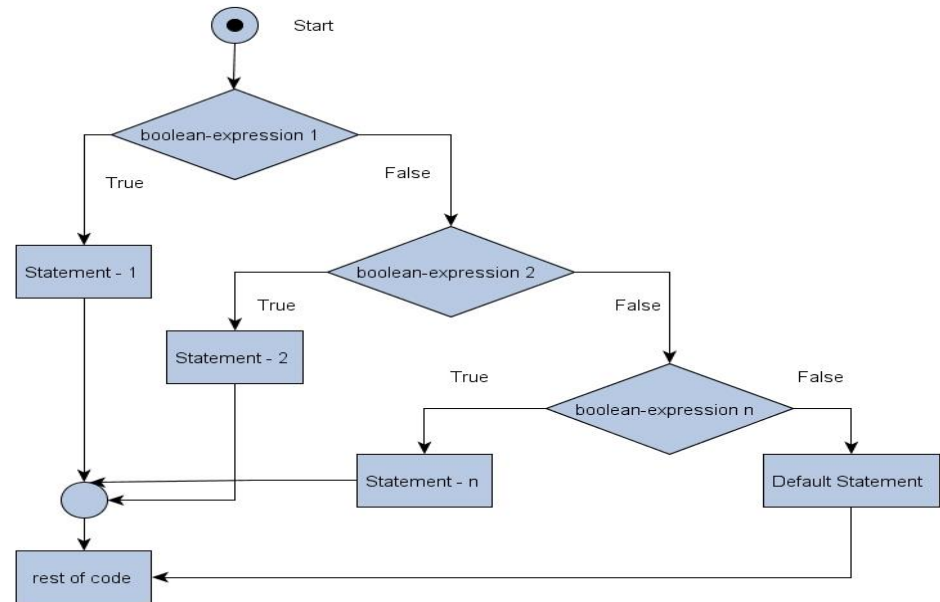 Start
boolean-expression 1
True
False
Statement - 1
boolean-expression 2
True
False
Statement - 2
True
False
boolean-expression n
Statement - n
Default Statement
rest of code